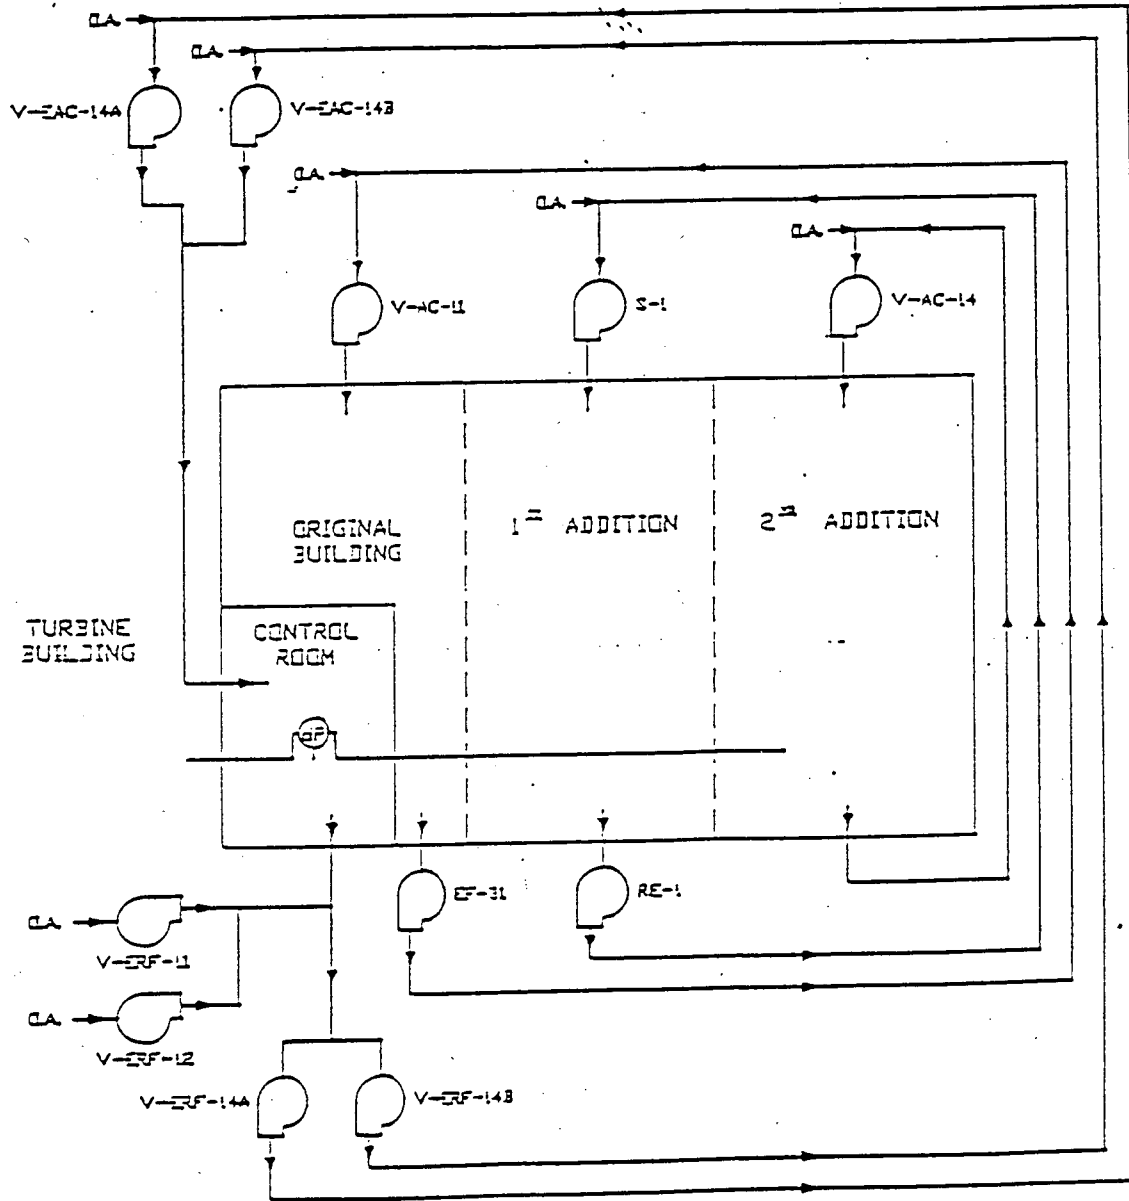 O.A.
O.A.
V-EAC-14A
V-EAC-14B
O.A.
O.A.
O.A.
V-AC-11
S-1
V-AC-14
ORIGINAL
BUILDING
1ST ADDITION
2ND ADDITION
TURBINE
BUILDING
CONTROL
ROOM
dP
EF-31
RE-1
O.A.
V-ERF-11
O.A.
V-ERF-12
V-ERF-14A
V-ERF-14B